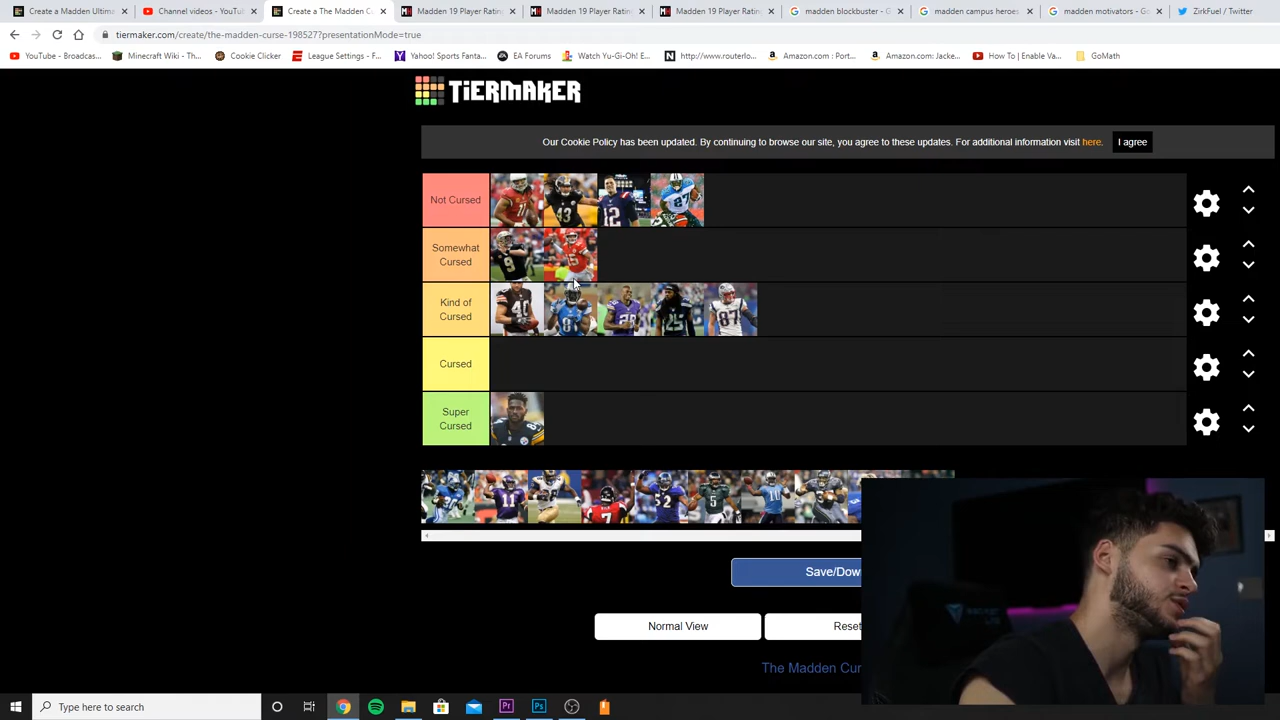 Create a Madden Ultima
Channel videos - YouTu
Create a The Madden C
Madden 19 Player Ratin
Madden 19 Player Ratin
Madden 19 Player Ratin
madden blockbuster - G
madden campus heroes
madden motivators - Go
ZirkFuel / Twitter
tiermaker.com/create/the-madden-curse-198527?presentationMode=true
YouTube - Broadcas...
Minecraft Wiki - Th...
Cookie Clicker
League Settings - F...
Yahoo! Sports Fanta...
EA Forums
Watch Yu-Gi-Oh! E...
http://www.routerlo...
Amazon.com : Port...
Amazon.com: Jacke...
How To | Enable Va...
GoMath
TiERMAKER
Our Cookie Policy has been updated. By continuing to browse our site, you agree to these updates. For additional information visit here.
I agree
Not Cursed
Somewhat
Cursed
Kind of
Cursed
Cursed
Super
Cursed
Save/Dow
Normal View
Reset
The Madden Cur
Type here to search